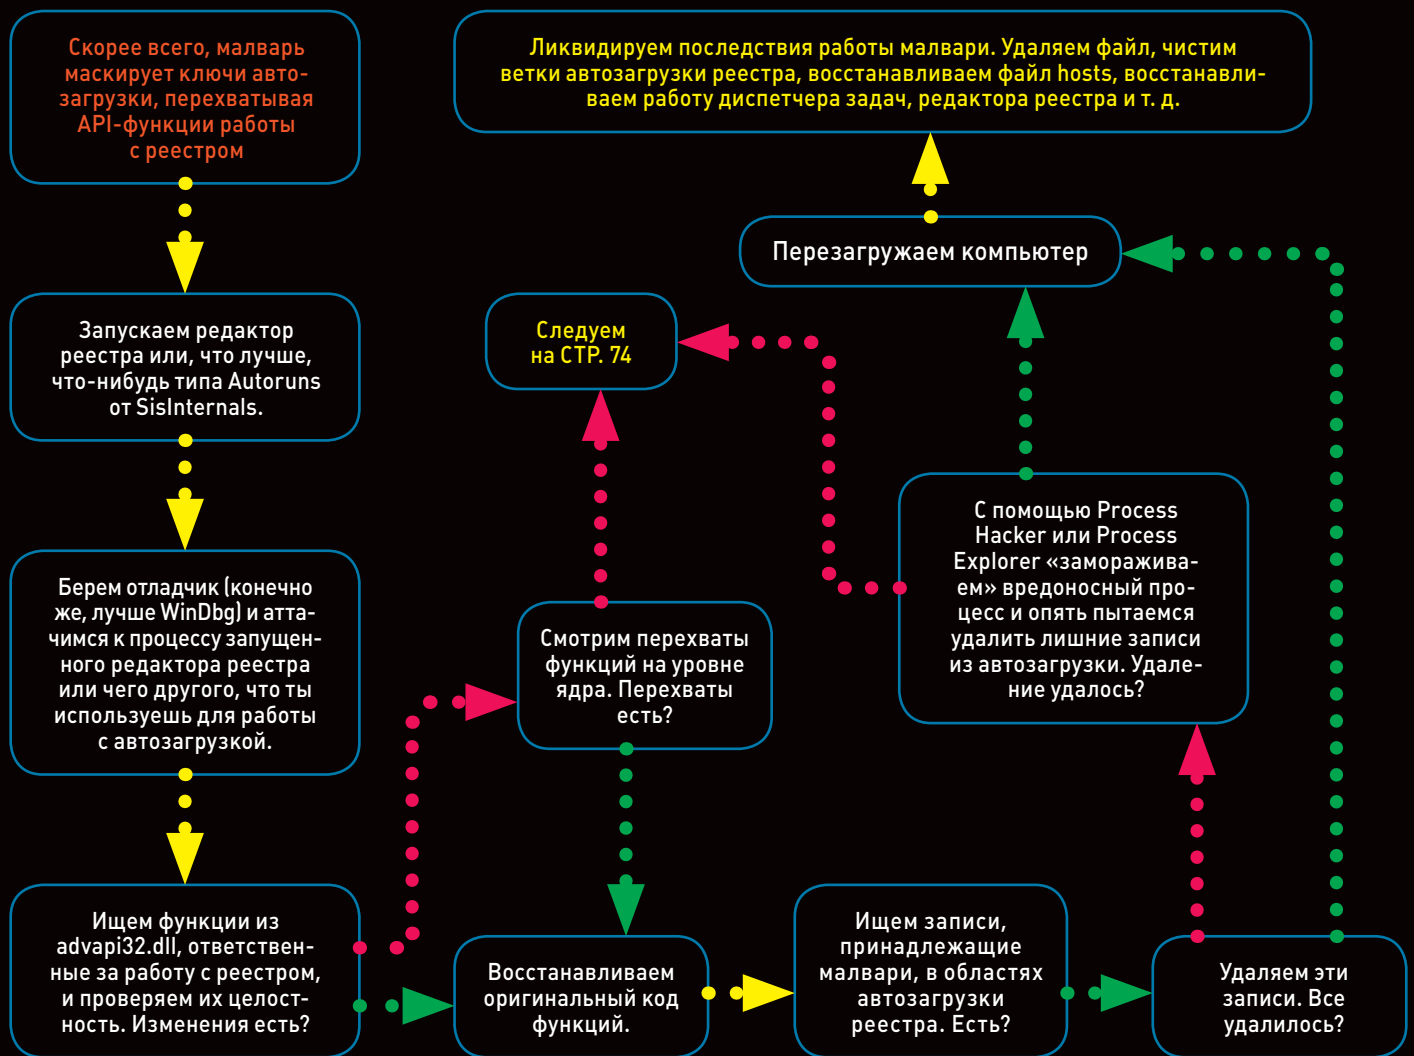 Скорее всего, малварь
маскирует ключи авто-
загрузки, перехватывая
API-функции работы
с реестром
Ликвидируем последствия работы малвари. Удаляем файл, чистим
ветки автозагрузки реестра, восстанавливаем файл hosts, восстанавли-
ваем работу диспетчера задач, редактора реестра и т. д.
Перезагружаем компьютер
Запускаем редактор
реестра или, что лучше,
что-нибудь типа Autoruns
от SisInternals.
Следуем
на СТР. 74
Берем отладчик (конечно
же, лучше WinDbg) и атта-
чимся к процессу запущен-
ного редактора реестра
или чего другого, что ты
используешь для работы
с автозагрузкой.
Смотрим перехваты
функций на уровне
ядра. Перехваты
есть?
С помощью Process
Hacker или Process
Explorer «заморажива-
ем» вредоносный про-
цесс и опять пытаемся
удалить лишние записи
из автозагрузки. Удале-
ние удалось?
Ищем функции из
advapi32.dll, ответствен-
ные за работу с реестром,
и проверяем их целост-
ность. Изменения есть?
Восстанавливаем
оригинальный код
функций.
Ищем записи,
принадлежащие
малвари, в областях
автозагрузки
реестра. Есть?
Удаляем эти
записи. Все
удалилось?